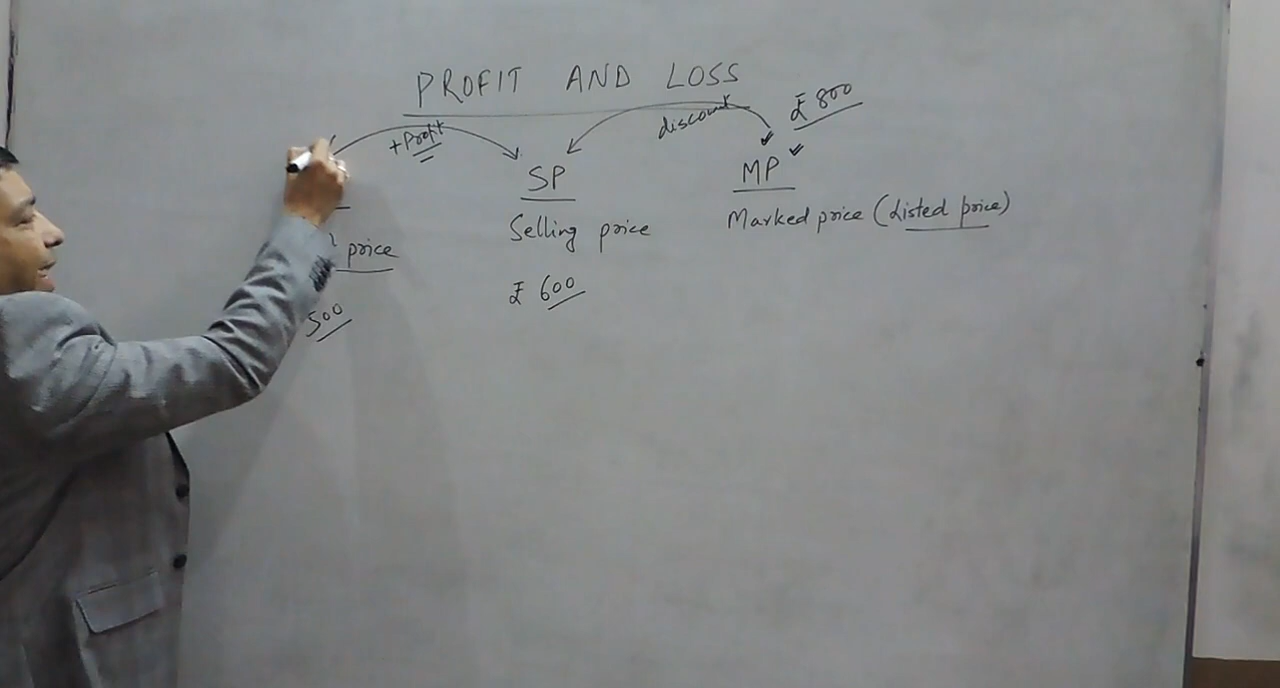 PROFIT AND LOSS
+ Profit
discount
₹ 800
SP
MP
price
Selling price
Marked price (Listed price)
500
₹ 600